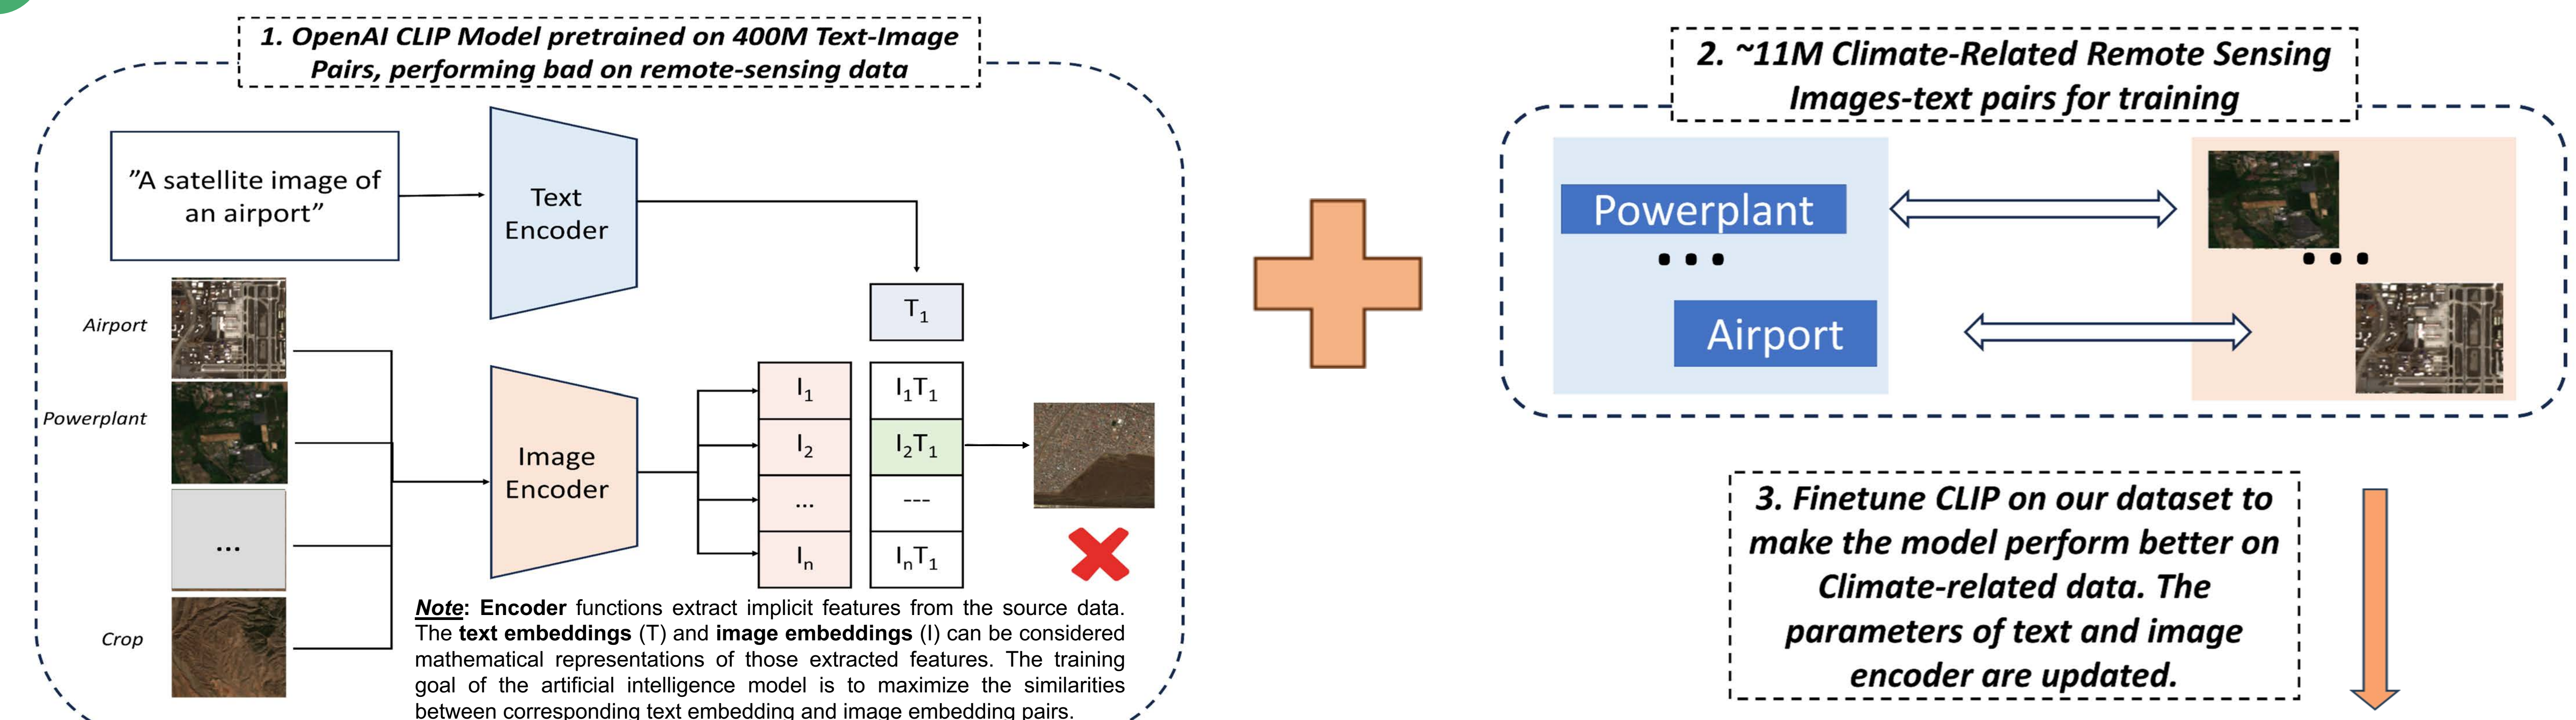 1. OpenAI CLIP Model pretrained on 400M Text-Image
Pairs, performing bad on remote-sensing data
”A satellite image of
an airport”
Text
Encoder
T₁
Airport
Powerplant
...
Crop
Image
Encoder
I₁
I₂
...
Iₙ
I₁T₁
I₂T₁
---
IₙT₁
Note: Encoder functions extract implicit features from the source data.
The text embeddings (T) and image embeddings (I) can be considered
mathematical representations of those extracted features. The training
goal of the artificial intelligence model is to maximize the similarities
between corresponding text embedding and image embedding pairs.
2. ~11M Climate-Related Remote Sensing
Images-text pairs for training
Powerplant
...
Airport
...
3. Finetune CLIP on our dataset to
make the model perform better on
Climate-related data. The
parameters of text and image
encoder are updated.